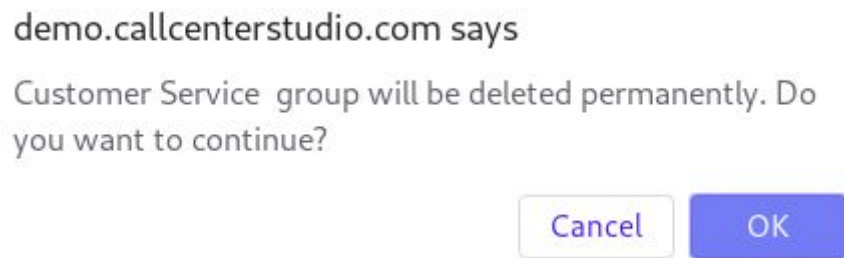 demo.callcenterstudio.com says
Customer Service  group will be deleted permanently. Do
you want to continue?
Cancel
OK